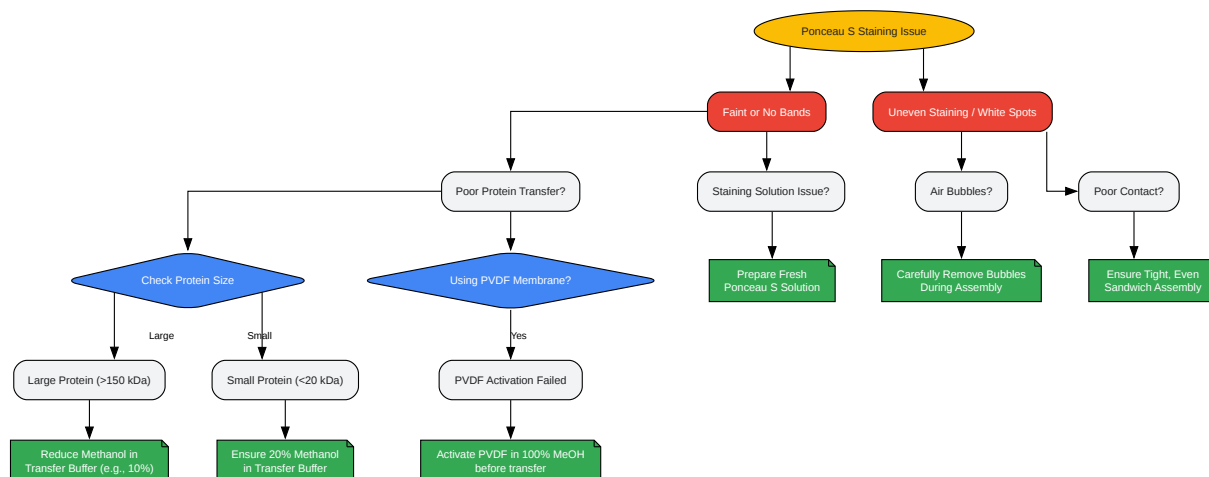 Ponceau S Staining Issue
Faint or No Bands
Uneven Staining / White Spots
Poor Protein Transfer?
Staining Solution Issue?
Air Bubbles?
Poor Contact?
Check Protein Size
Using PVDF Membrane?
Prepare Fresh
Ponceau S Solution
Carefully Remove Bubbles
During Assembly
Ensure Tight, Even
Sandwich Assembly
Large
Small
Yes
Large Protein (>150 kDa)
Small Protein (<20 kDa)
PVDF Activation Failed
Reduce Methanol in
Transfer Buffer (e.g., 10%)
Ensure 20% Methanol
in Transfer Buffer
Activate PVDF in 100% MeOH
before transfer